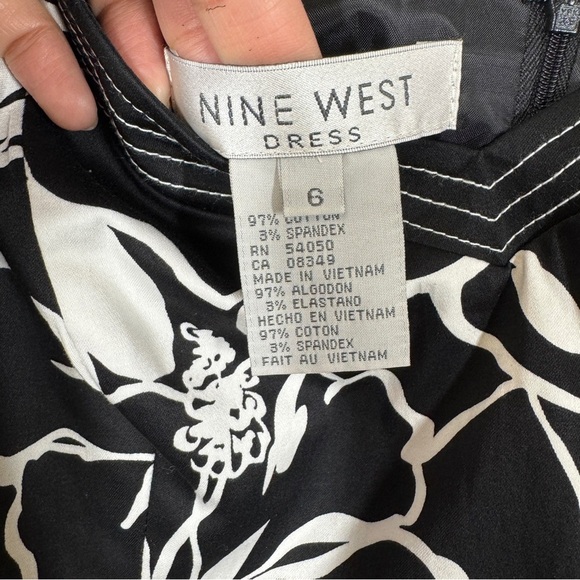 NINE WEST
DRESS
6
97% COTTON
3% SPANDEX
RN 54050
CA 08349
MADE IN VIETNAM
97% ALGODON
3% ELASTANO
HECHO EN VIETNAM
97% COTON
3% SPANDEX
FAIT AU VIETNAM